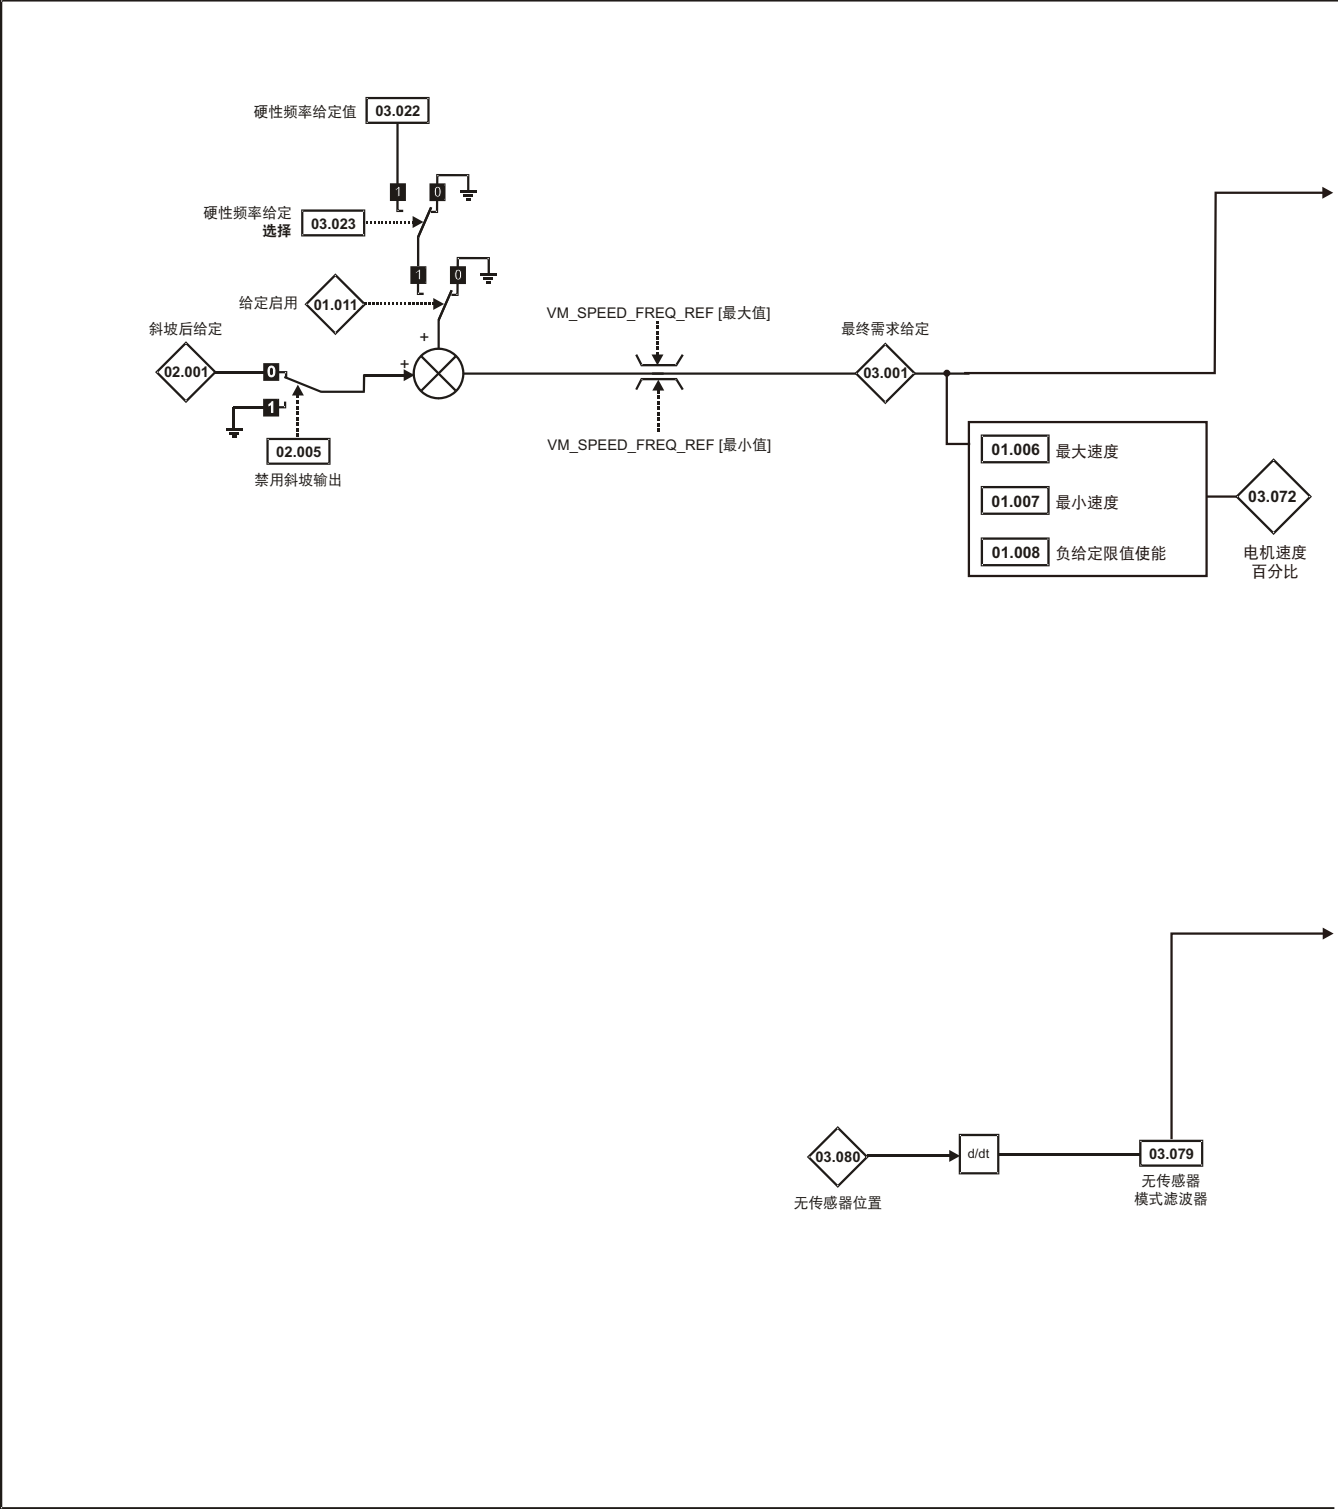 硬性频率给定值 03.022
1 0
硬性频率给定
选择
03.023
1 0
给定启用 01.011
+
VM_SPEED_FREQ_REF [最大值]
最终需求给定
斜坡后给定
02.001
0
+
03.001
1
02.005
禁用斜坡输出
VM_SPEED_FREQ_REF [最小值]
01.006 最大速度
01.007 最小速度
01.008 负给定限值使能
03.072
电机速度
百分比
03.080
d/dt
03.079
无传感器位置
无传感器
模式滤波器